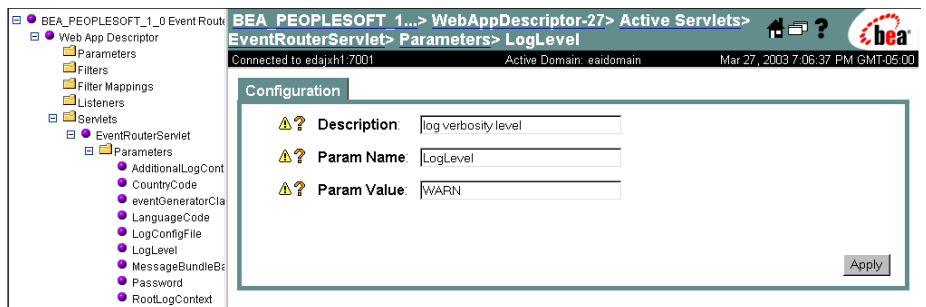 BEA_PEOPLESOFT_1_0 Event Route
Web App Descriptor
Parameters
Filters
Filter Mappings
Listeners
Servlets
EventRouterServlet
Parameters
AdditionalLogCont
CountryCode
eventGeneratorCla
LanguageCode
LogConfigFile
LogLevel
MessageBundleBa
Password
RootLogContext
BEA_PEOPLESOFT_1...> WebAppDescriptor-27> Active Servlets>
EventRouterServlet> Parameters> LogLevel
?
bea
Connected to edajxh1:7001 Active Domain: eaidomain Mar 27, 2003 7:06:37 PM GMT-05:00
Configuration
? Description: log verbosity level
? Param Name: LogLevel
? Param Value: WARN
Apply